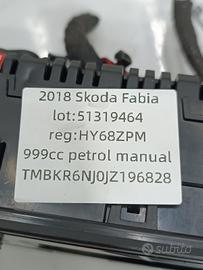 2018 Skoda Fabia
lot:51319464
reg:HY68ZPM
999cc petrol manual
TMBKR6NJ0JZ196828
subito